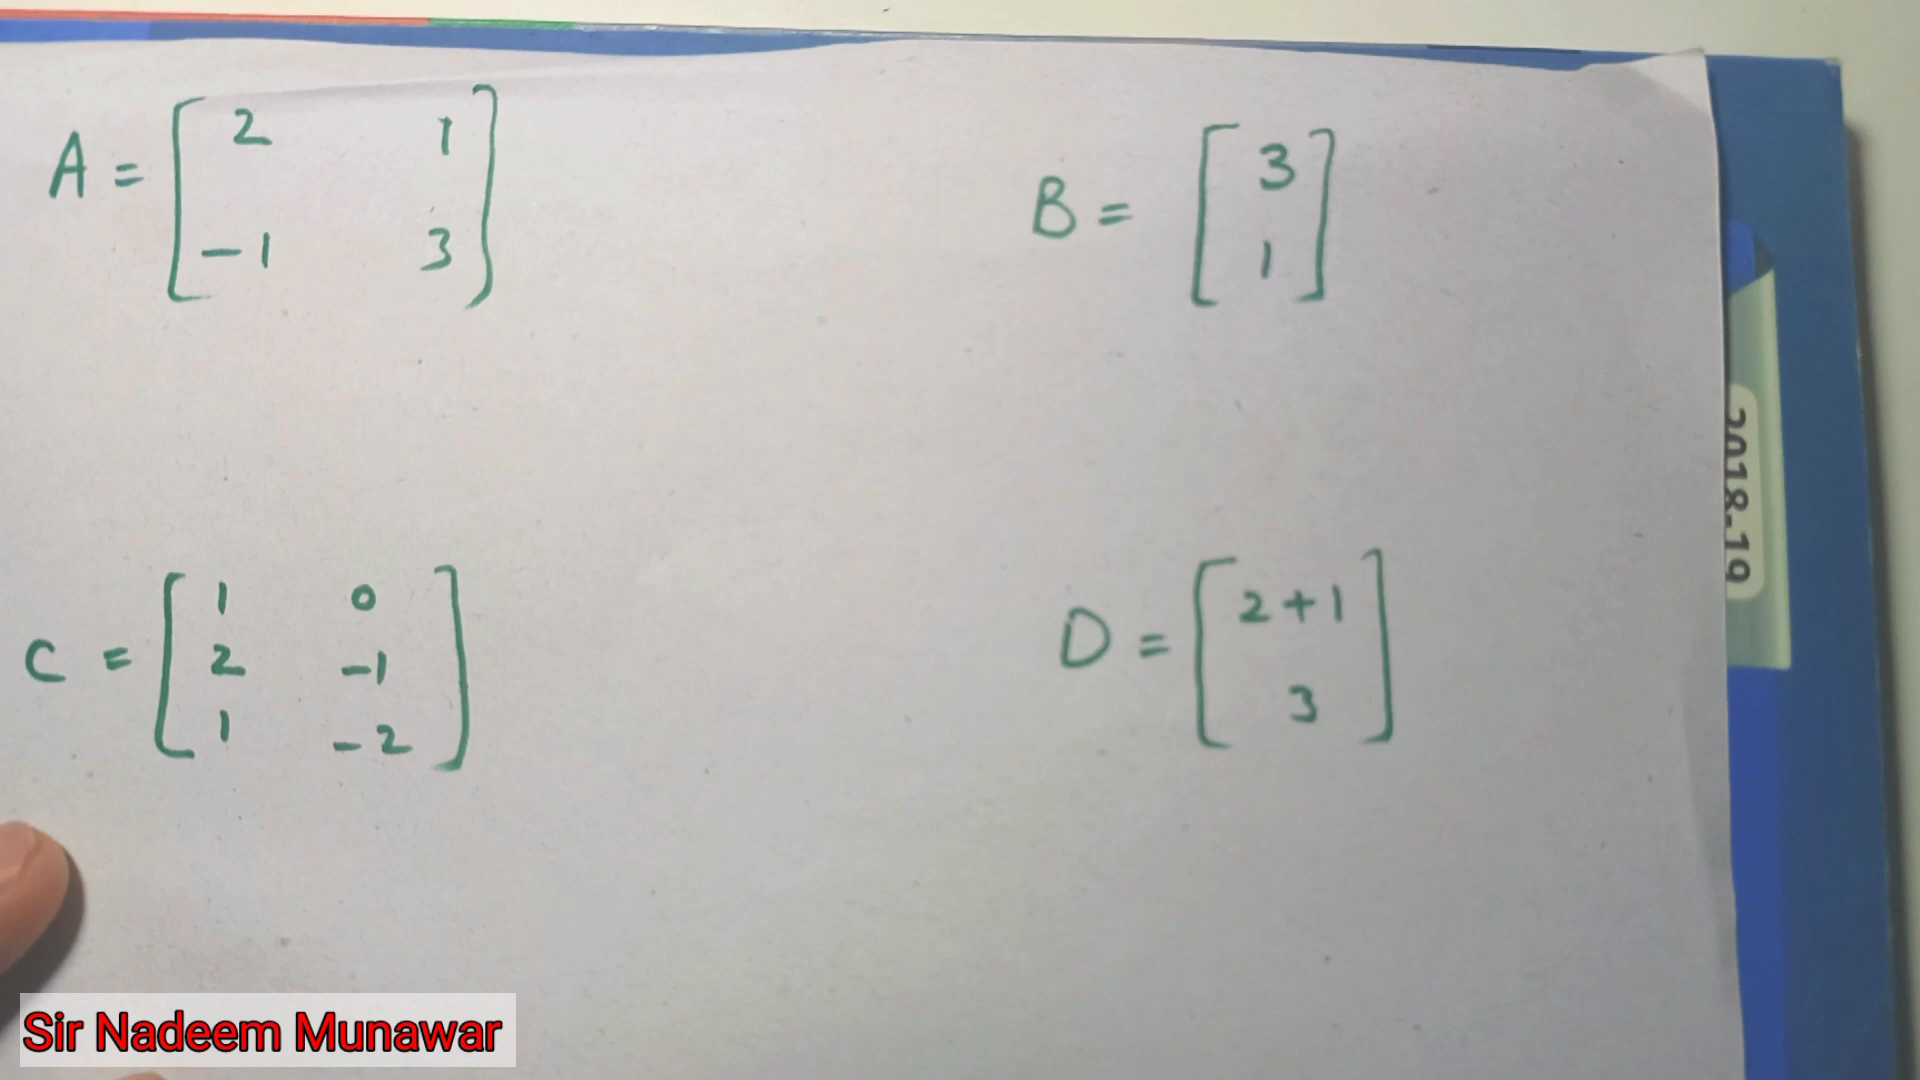 A = [ 2 1
-1 3 ]
B = [ 3
1 ]
C = [ 1 0
2 -1
1 -2 ]
D = [ 2+1
3 ]
2018-19
Sir Nadeem Munawar